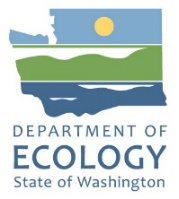 DEPARTMENT OF
ECOLOGY
State of Washington